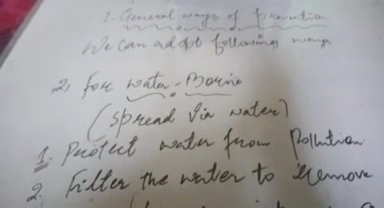 1. General ways of prevention
We can adopt followings ways
2, for water-Borne
(spread via water)
1. Protect water from Pollution
2. Filter the water to Remove